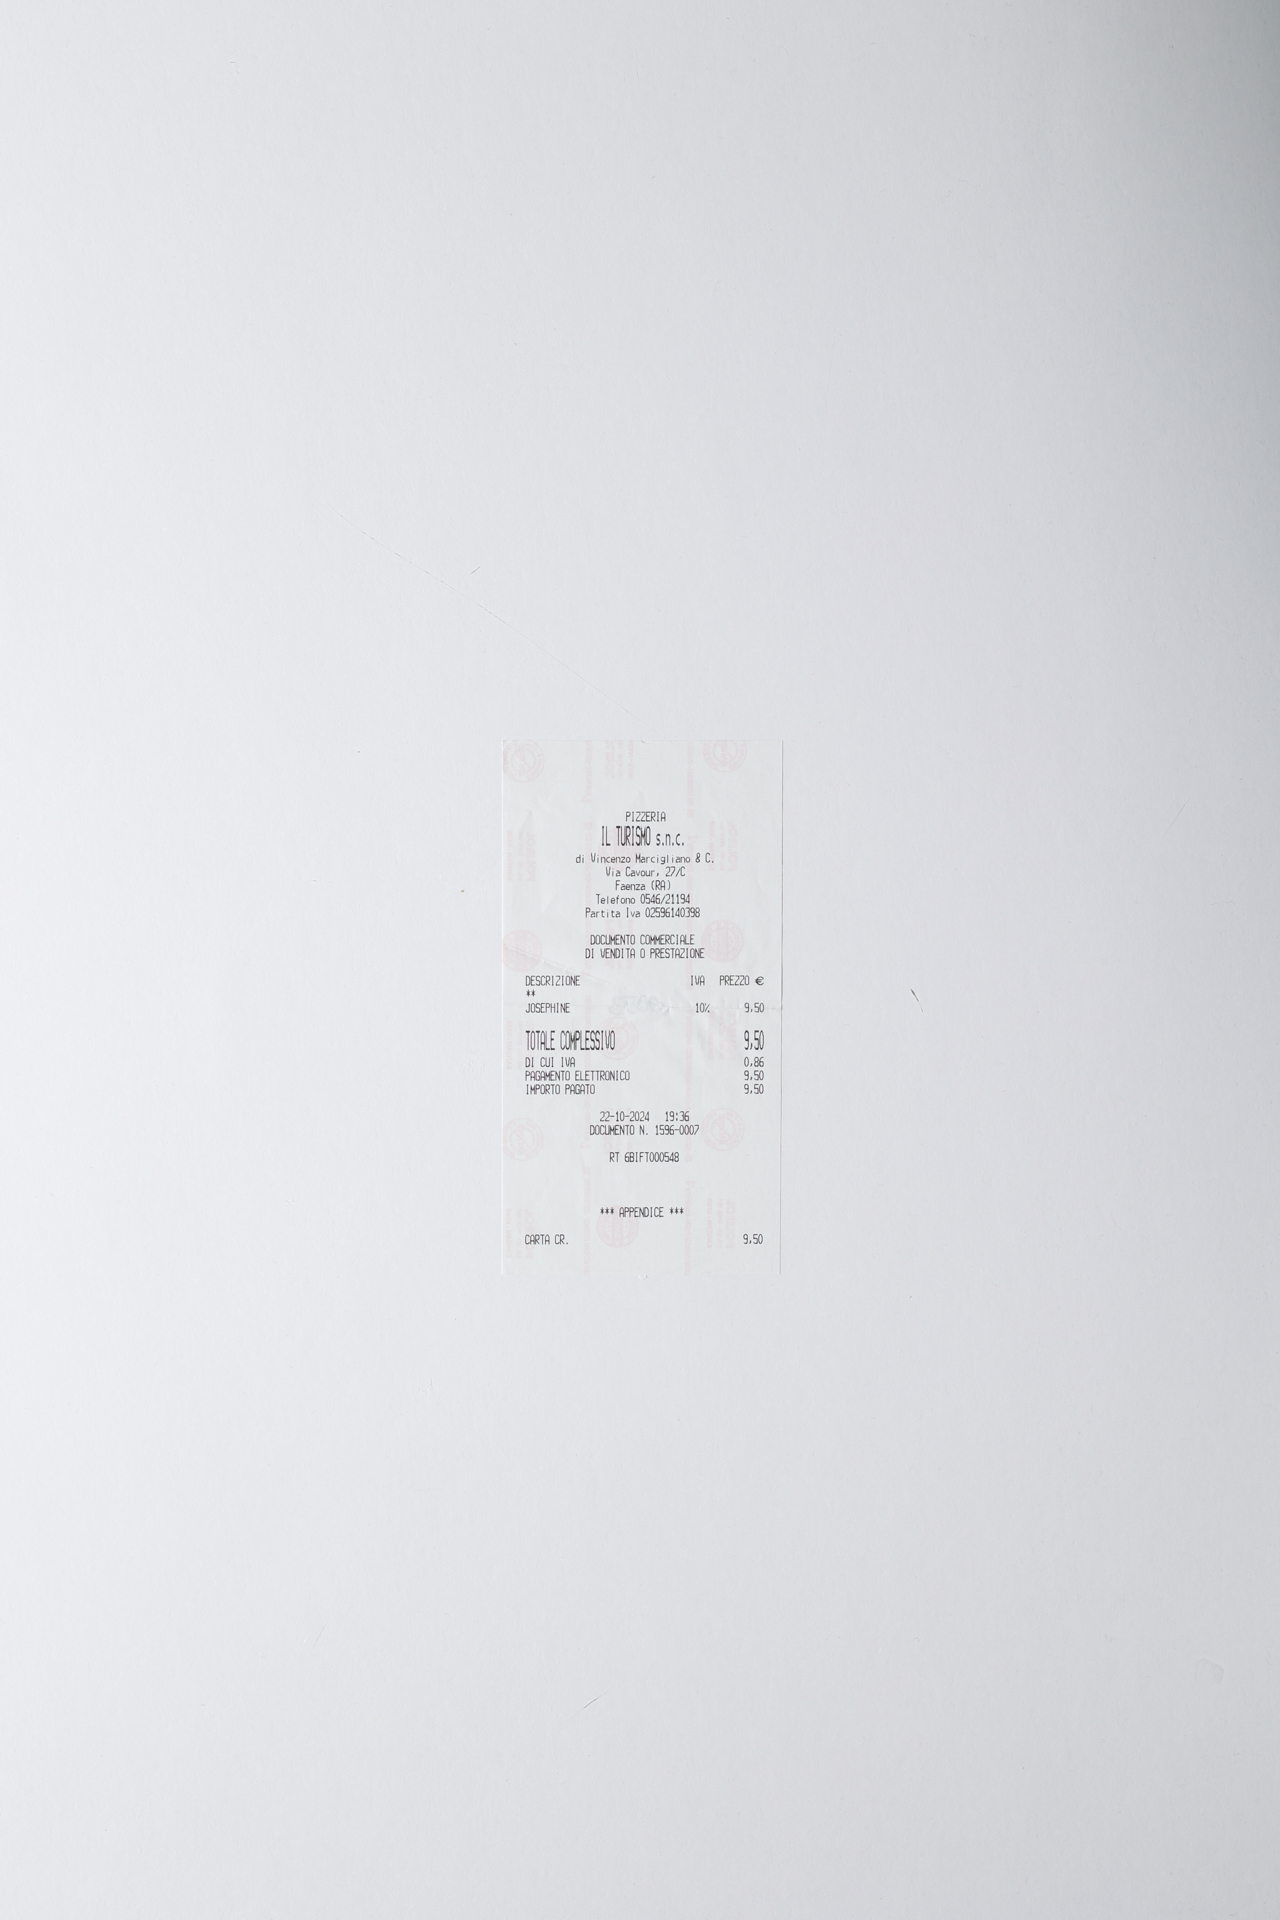 PIZZERIA
IL TURISMO s.n.c.
di Vincenzo Marcigliano & C.
Via Cavour, 27/C
Faenza (RA)
Telefono 0546/21194
Partita Iva 02596140398
DOCUMENTO COMMERCIALE
DI VENDITA O PRESTAZIONE
DESCRIZIONE IVA PREZZO €
**
JOSEPHINE 10% 9,50
TOTALE COMPLESSIVO 9,50
DI CUI IVA 0,86
PAGAMENTO ELETTRONICO 9,50
IMPORTO PAGATO 9,50
22-10-2024 19:36
DOCUMENTO N. 1596-0007
RT 6BIFT000548
*** APPENDICE ***
CARTA CR. 9,50